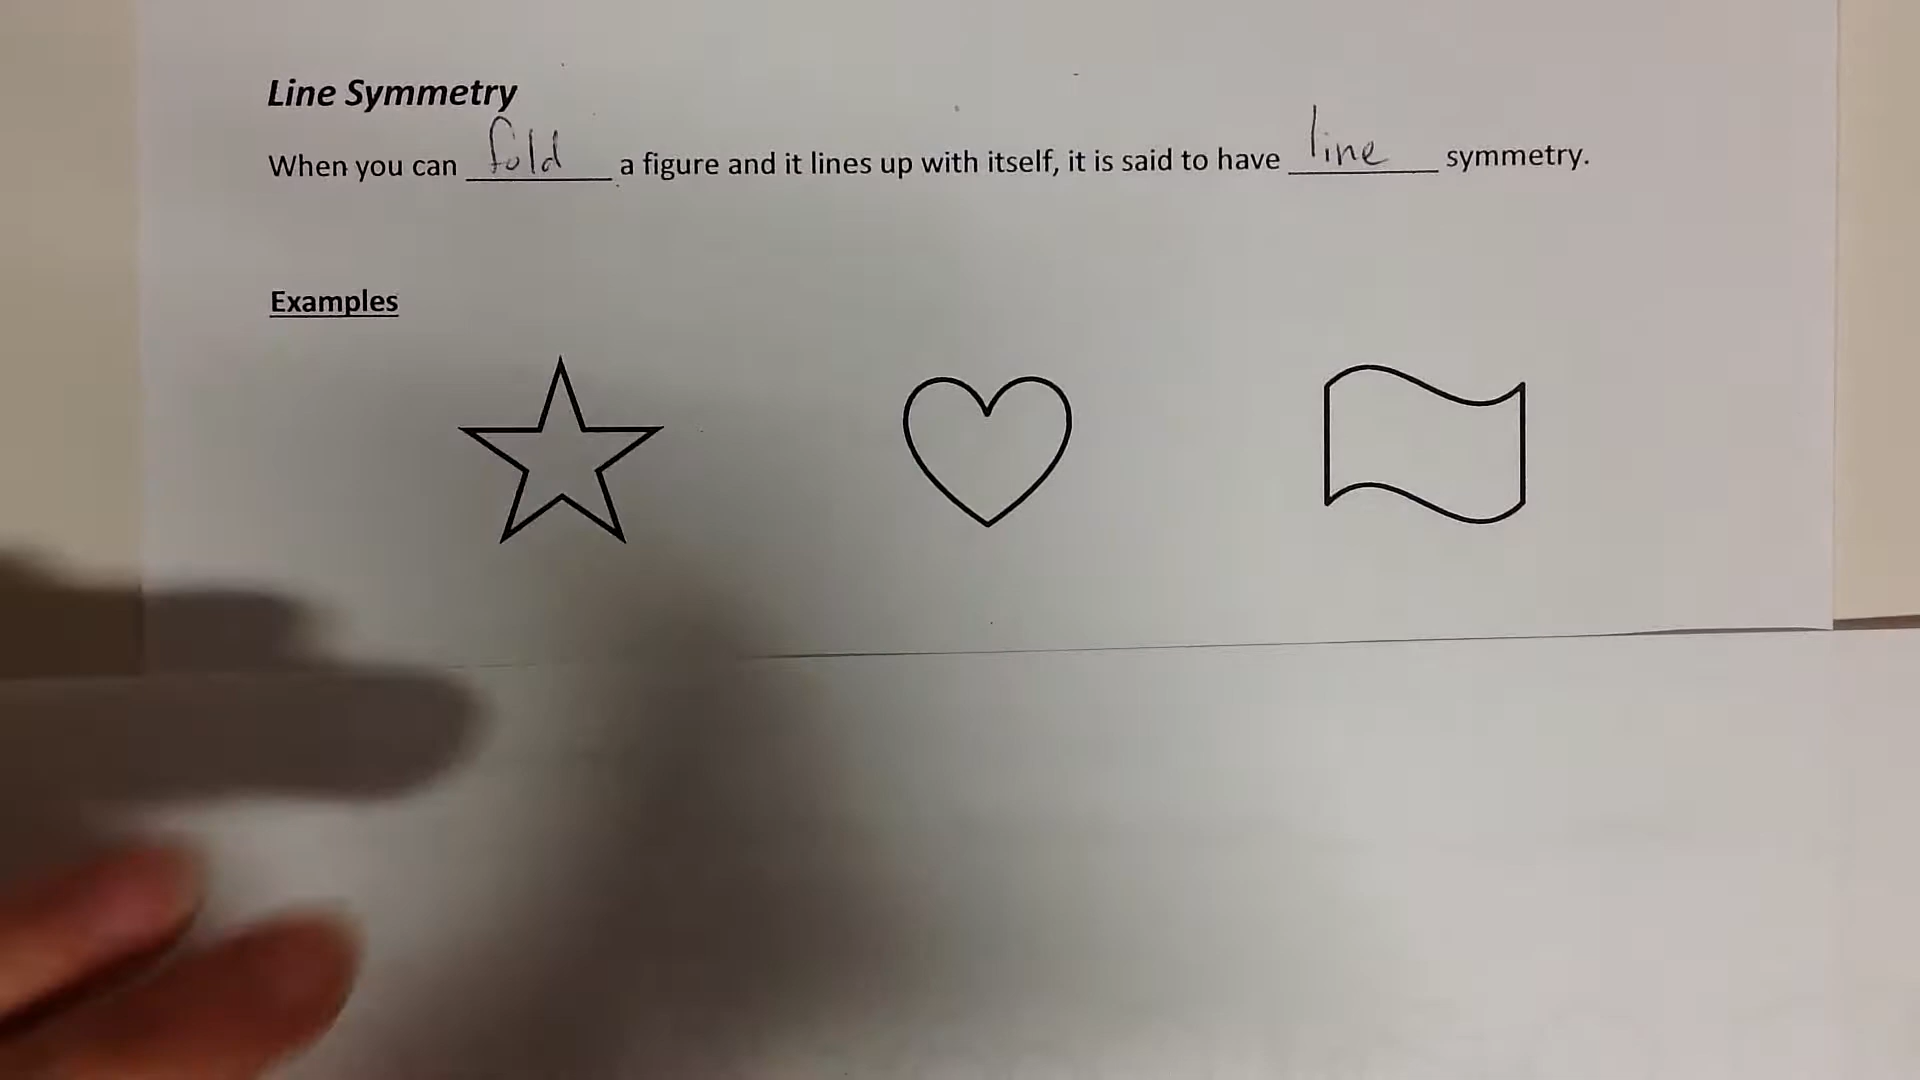 Line Symmetry
When you can fold a figure and it lines up with itself, it is said to have line symmetry.
Examples